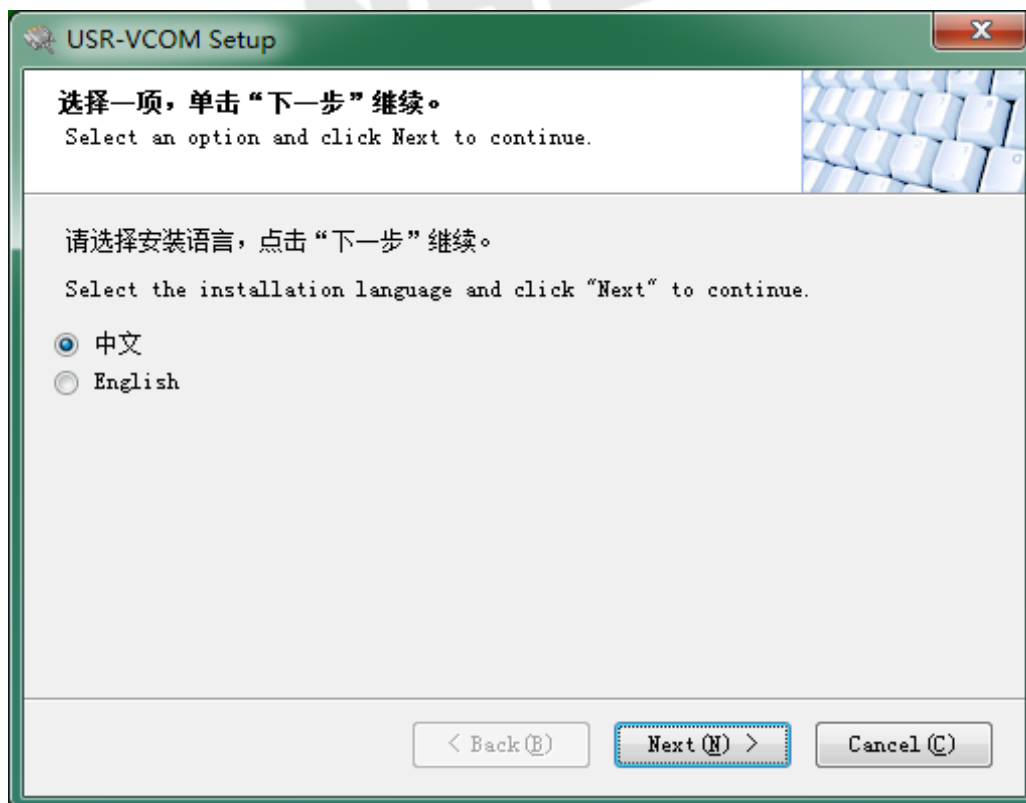 USR-VCOM Setup
选择一项，单击“下一步”继续。
Select an option and click Next to continue.
请选择安装语言，点击“下一步”继续。
Select the installation language and click "Next" to continue.
中文
English
< Back(B) Next(N) > Cancel(C)